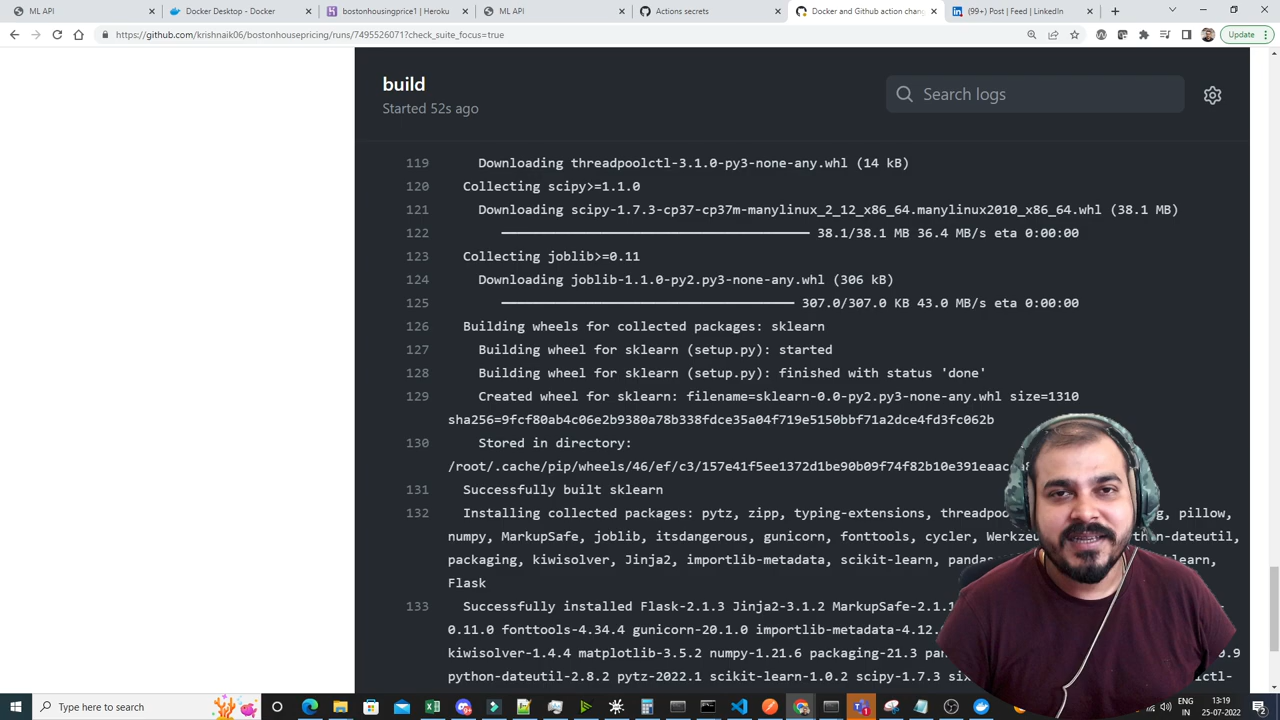 ML API
Docker Desktop - Docker
bostonhousingprice1 | Heroku
ML API
Actions secrets
Docker and Github action chan
(99+) Post | Feed | LinkedIn
https://github.com/krishnaik06/bostonhousepricing/runs/7495526071?check_suite_focus=true
Update
build
Started 52s ago
Search logs
119 Downloading threadpoolctl-3.1.0-py3-none-any.whl (14 kB)
120 Collecting scipy>=1.1.0
121 Downloading scipy-1.7.3-cp37-cp37m-manylinux_2_12_x86_64.manylinux2010_x86_64.whl (38.1 MB)
122 38.1/38.1 MB 36.4 MB/s eta 0:00:00
123 Collecting joblib>=0.11
124 Downloading joblib-1.1.0-py2.py3-none-any.whl (306 kB)
125 307.0/307.0 KB 43.0 MB/s eta 0:00:00
126 Building wheels for collected packages: sklearn
127 Building wheel for sklearn (setup.py): started
128 Building wheel for sklearn (setup.py): finished with status 'done'
129 Created wheel for sklearn: filename=sklearn-0.0-py2.py3-none-any.whl size=1310
sha256=9fcf80ab4c06e2b9380a78b338fdce35a04f719e5150bbf71a2dce4fd3fc062b
130 Stored in directory:
/root/.cache/pip/wheels/46/ef/c3/157e41f5ee1372d1be90b09f74f82b10e391eaac
131 Successfully built sklearn
132 Installing collected packages: pytz, zipp, typing-extensions, threadpoo g, pillow,
numpy, MarkupSafe, joblib, itsdangerous, gunicorn, fonttools, cycler, Werkzeu hon-dateutil,
packaging, kiwisolver, Jinja2, importlib-metadata, scikit-learn, pandas learn,
Flask
133 Successfully installed Flask-2.1.3 Jinja2-3.1.2 MarkupSafe-2.1.1
0.11.0 fonttools-4.34.4 gunicorn-20.1.0 importlib-metadata-4.12.
kiwisolver-1.4.4 matplotlib-3.5.2 numpy-1.21.6 packaging-21.3 pan 0.9
python-dateutil-2.8.2 pytz-2022.1 scikit-learn-1.0.2 scipy-1.7.3 six ctl-
Type here to search
ENG
IN
13:19
25-07-2022